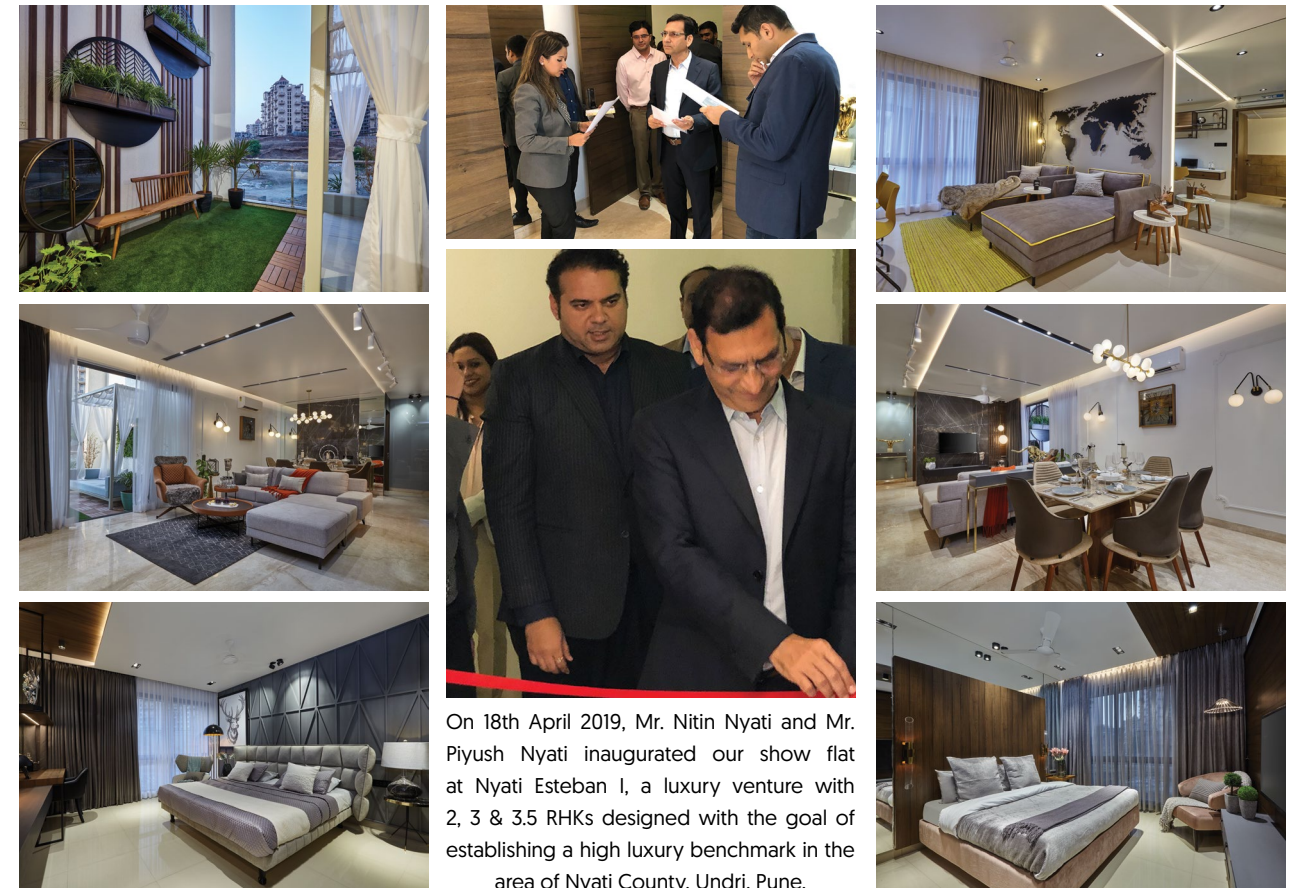 On 18th April 2019, Mr. Nitin Nyati and Mr.
Piyush Nyati inaugurated our show flat
at Nyati Esteban I, a luxury venture with
2, 3 & 3.5 RHKs designed with the goal of
establishing a high luxury benchmark in the
area of Nyati County, Undri, Pune.